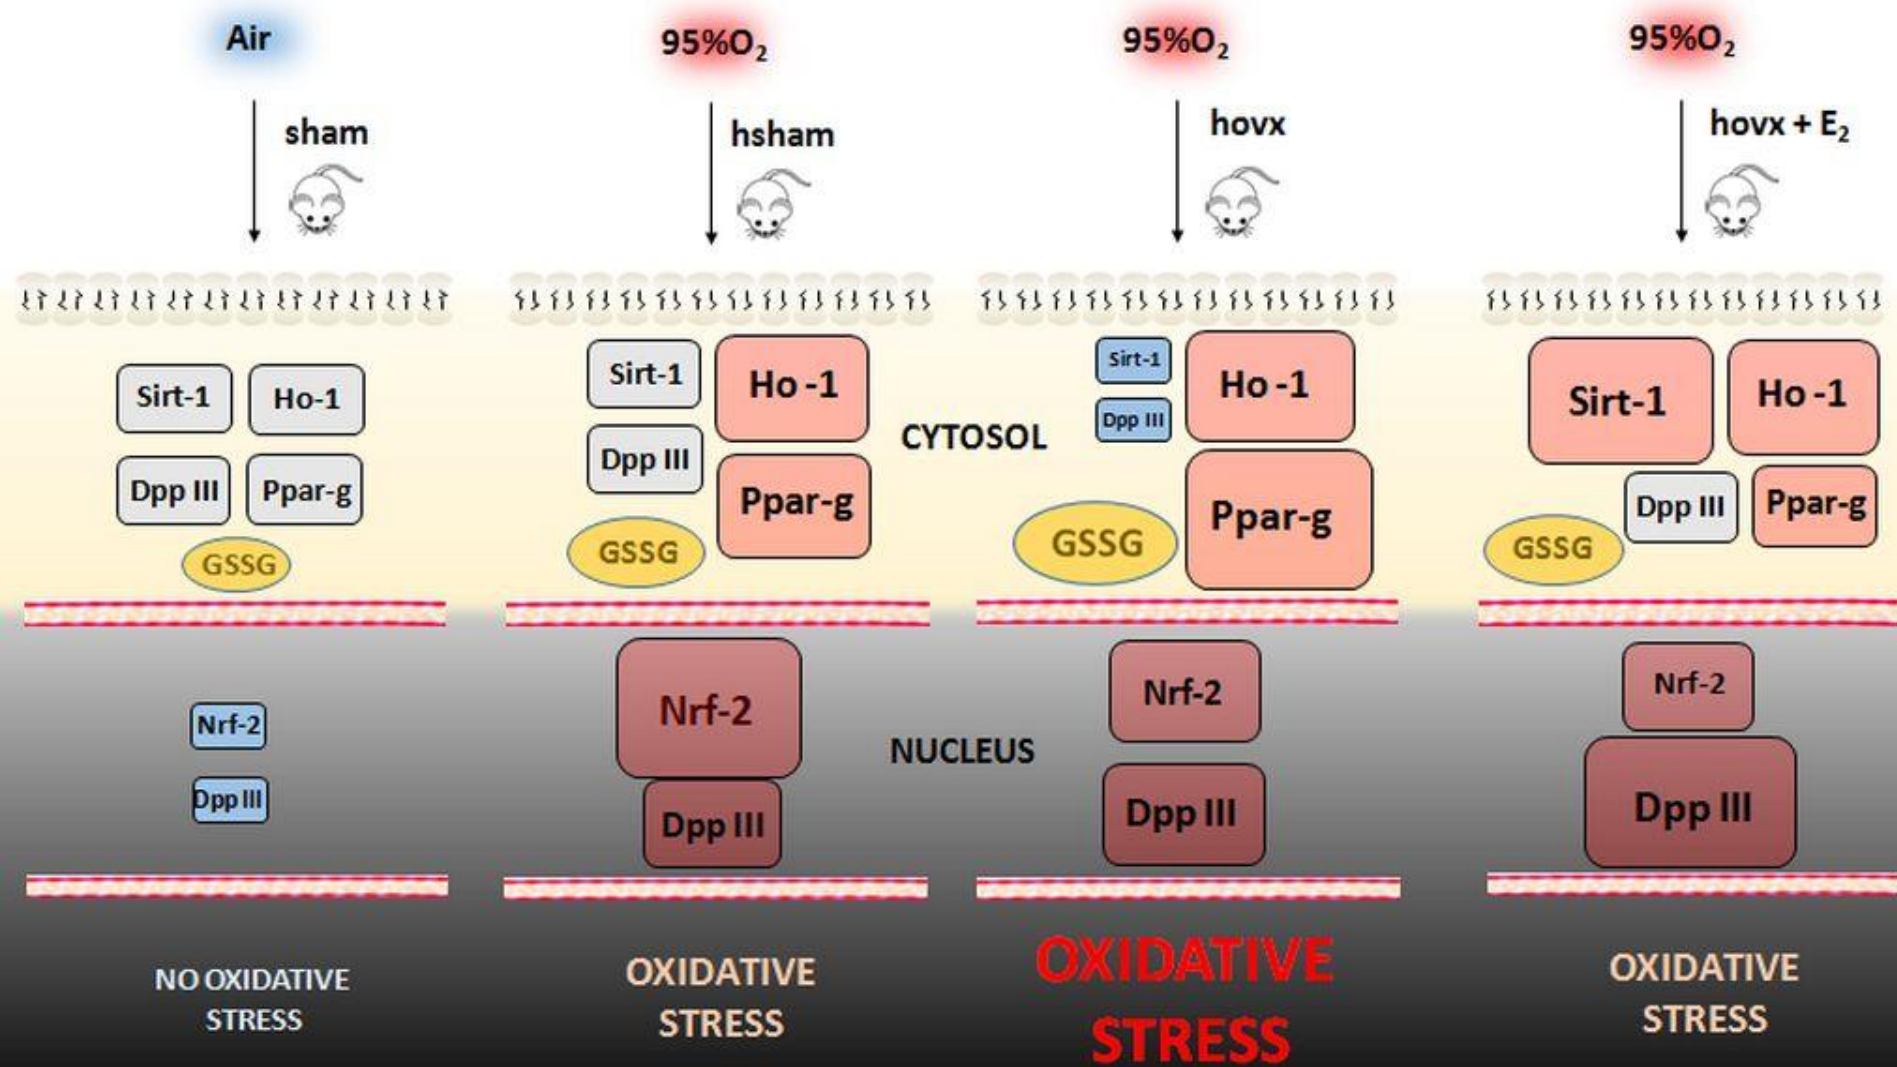 Air
sham
95%O₂
hsham
95%O₂
hovx
95%O₂
hovx + E₂
Sirt-1
Ho-1
Dpp III
Ppar-g
GSSG
Nrf-2
Dpp III
NO OXIDATIVE
STRESS
Sirt-1
Ho -1
Dpp III
Ppar-g
GSSG
Nrf-2
Dpp III
OXIDATIVE
STRESS
CYTOSOL
NUCLEUS
Sirt-1
Ho -1
Dpp III
Ppar-g
GSSG
Nrf-2
Dpp III
OXIDATIVE
STRESS
Sirt-1
Ho -1
Dpp III
Ppar-g
GSSG
Nrf-2
Dpp III
OXIDATIVE
STRESS